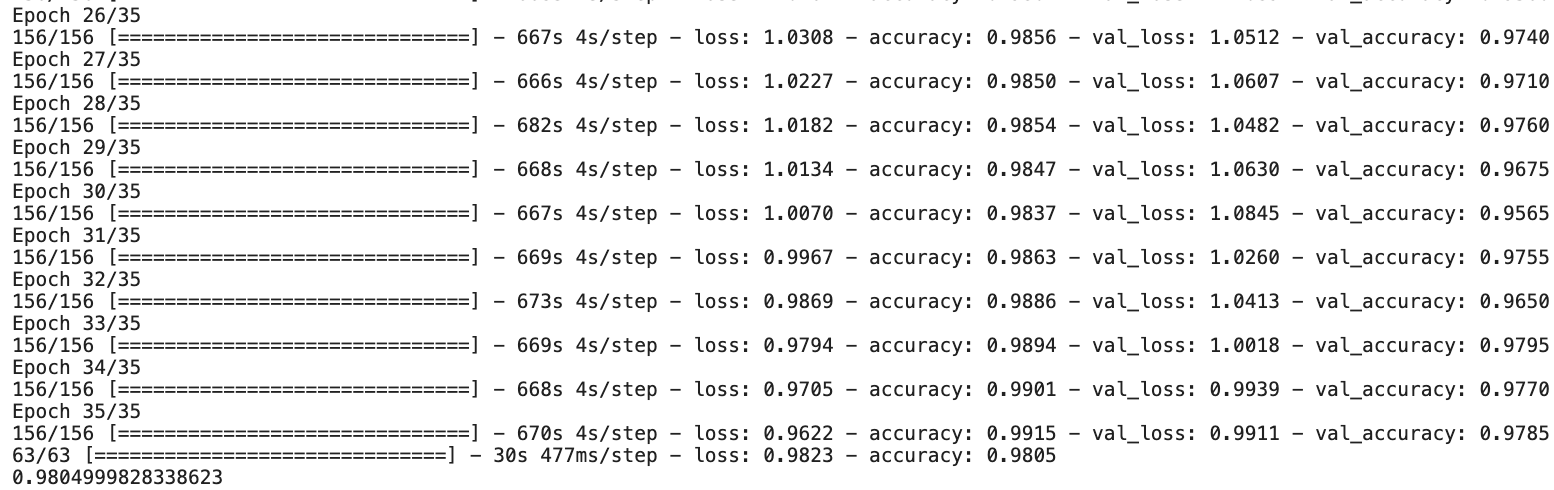 Epoch 26/35
156/156 [==============================] - 667s 4s/step - loss: 1.0308 - accuracy: 0.9856 - val_loss: 1.0512 - val_accuracy: 0.9740
Epoch 27/35
156/156 [==============================] - 666s 4s/step - loss: 1.0227 - accuracy: 0.9850 - val_loss: 1.0607 - val_accuracy: 0.9710
Epoch 28/35
156/156 [==============================] - 682s 4s/step - loss: 1.0182 - accuracy: 0.9854 - val_loss: 1.0482 - val_accuracy: 0.9760
Epoch 29/35
156/156 [==============================] - 668s 4s/step - loss: 1.0134 - accuracy: 0.9847 - val_loss: 1.0630 - val_accuracy: 0.9675
Epoch 30/35
156/156 [==============================] - 667s 4s/step - loss: 1.0070 - accuracy: 0.9837 - val_loss: 1.0845 - val_accuracy: 0.9565
Epoch 31/35
156/156 [==============================] - 669s 4s/step - loss: 0.9967 - accuracy: 0.9863 - val_loss: 1.0260 - val_accuracy: 0.9755
Epoch 32/35
156/156 [==============================] - 673s 4s/step - loss: 0.9869 - accuracy: 0.9886 - val_loss: 1.0413 - val_accuracy: 0.9650
Epoch 33/35
156/156 [==============================] - 669s 4s/step - loss: 0.9794 - accuracy: 0.9894 - val_loss: 1.0018 - val_accuracy: 0.9795
Epoch 34/35
156/156 [==============================] - 668s 4s/step - loss: 0.9705 - accuracy: 0.9901 - val_loss: 0.9939 - val_accuracy: 0.9770
Epoch 35/35
156/156 [==============================] - 670s 4s/step - loss: 0.9622 - accuracy: 0.9915 - val_loss: 0.9911 - val_accuracy: 0.9785
63/63 [==============================] - 30s 477ms/step - loss: 0.9823 - accuracy: 0.9805
0.9804999828338623